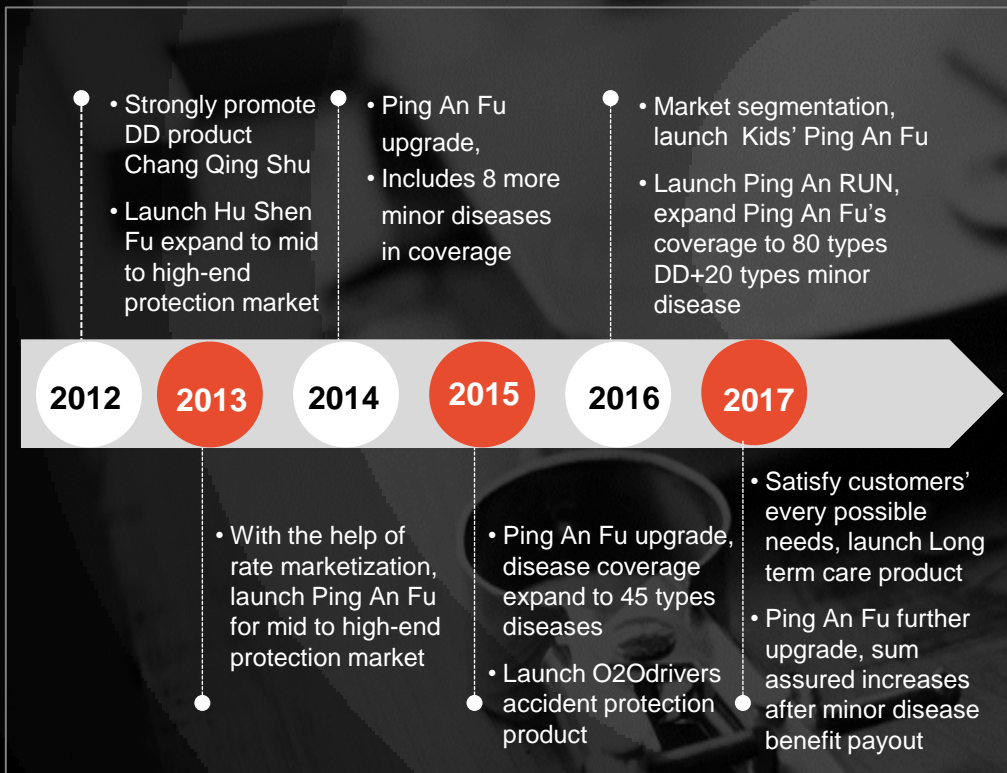 • Strongly promote
DD product
Chang Qing Shu
• Launch Hu Shen
Fu expand to mid
to high-end
protection market
• Ping An Fu
upgrade,
• Includes 8 more
minor diseases
in coverage
• Market segmentation,
launch Kids’ Ping An Fu
• Launch Ping An RUN,
expand Ping An Fu’s
coverage to 80 types
DD+20 types minor
disease
2012
2013
2014
2015
2016
2017
• With the help of
rate marketization,
launch Ping An Fu
for mid to high-end
protection market
• Ping An Fu upgrade,
disease coverage
expand to 45 types
diseases
• Launch O2Odrivers
accident protection
product
• Satisfy customers’
every possible
needs, launch Long
term care product
• Ping An Fu further
upgrade, sum
assured increases
after minor disease
benefit payout